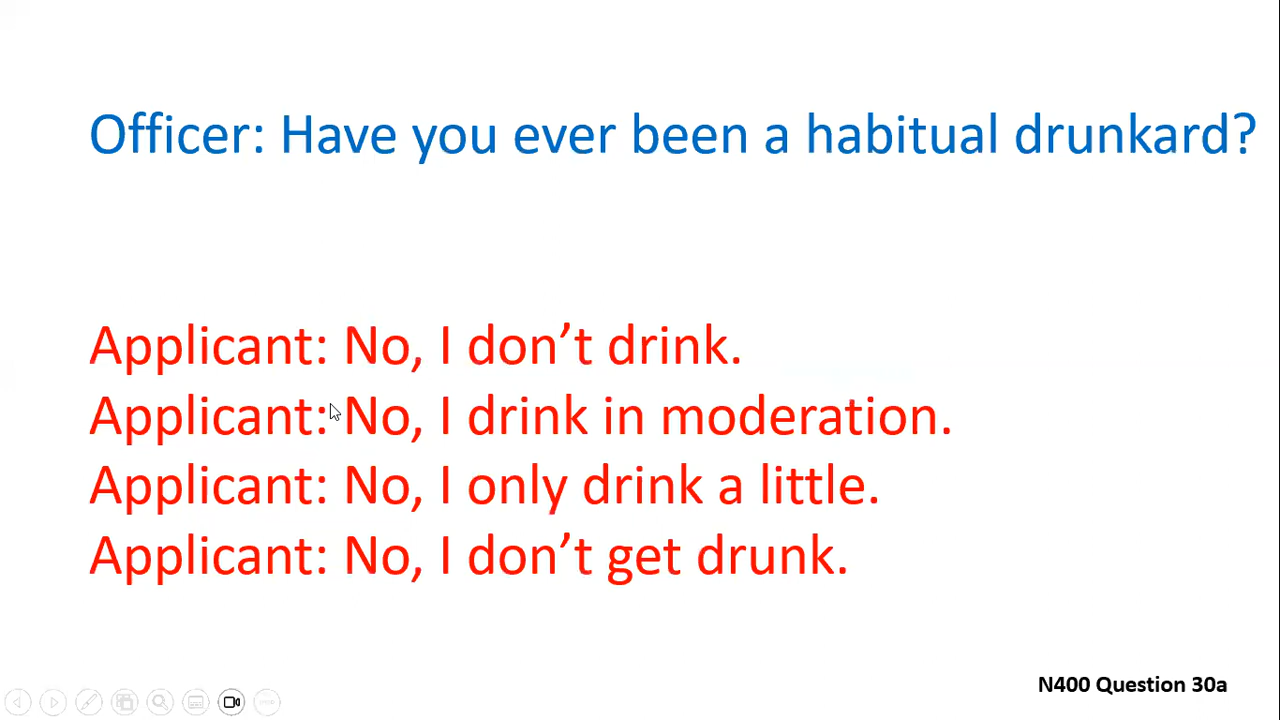 Officer: Have you ever been a habitual drunkard?
Applicant: No, I don’t drink.
Applicant: No, I drink in moderation.
Applicant: No, I only drink a little.
Applicant: No, I don’t get drunk.
N400 Question 30a